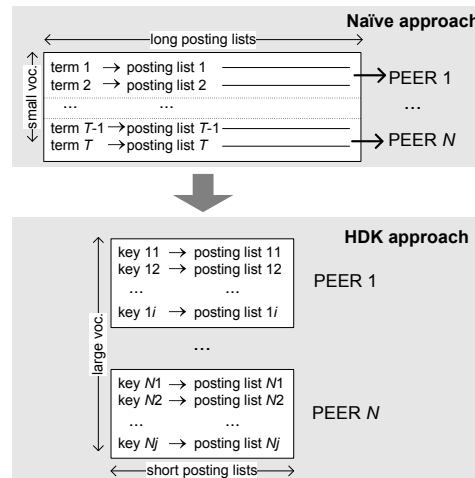 Naïve approach
long posting lists
small voc.
term 1 → posting list 1
term 2 → posting list 2
... ...
term T-1 → posting list T-1
term T → posting list T
PEER 1
...
PEER N
HDK approach
large voc.
key 11 → posting list 11
key 12 → posting list 12
... ...
key 1i → posting list 1i
PEER 1
...
key N1 → posting list N1
key N2 → posting list N2
... ...
key Nj → posting list Nj
PEER N
short posting lists